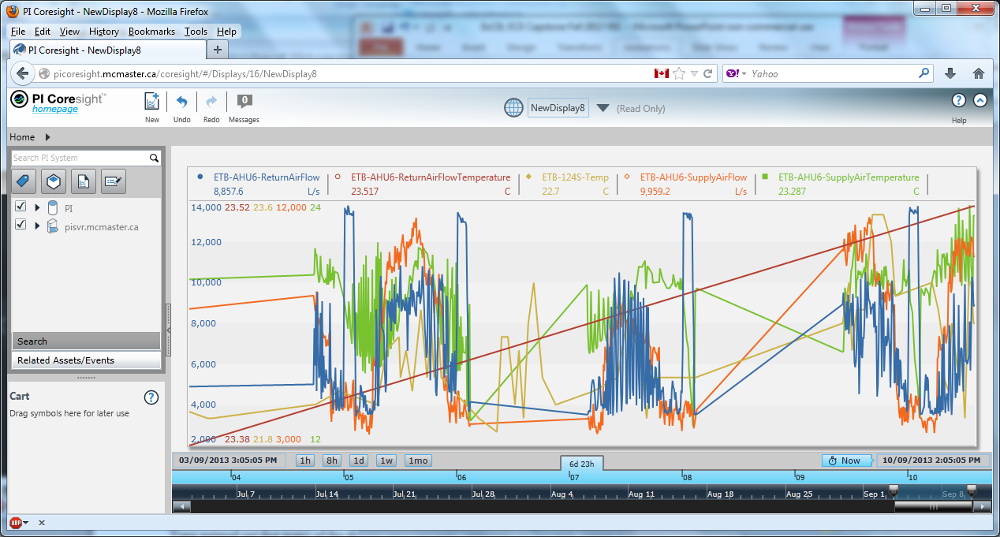 PI Coresight - NewDisplay8 - Mozilla Firefox
File Edit View History Bookmarks Tools Help
PI Coresight - NewDisplay8 +
picoresight.mcmaster.ca/coresight/#/Displays/16/NewDisplay8 Y! Yahoo
PI Coresight™
homepage
New Undo Redo 0 Messages
NewDisplay8 (Read Only)
? Help
Home
Search PI System
PI
pisvr.mcmaster.ca
Search
Related Assets/Events
Cart ?
Drag symbols here for later use
ETB-AHU6-ReturnAirFlow ETB-AHU6-ReturnAirFlowTemperature ETB-124S-Temp ETB-AHU6-SupplyAirFlow ETB-AHU6-SupplyAirTemperature
8,857.6 L/s 23.517 C 22.7 C 9,959.2 L/s 23.287 C
14,000 23.52 23.6 12,000 24
12,000
10,000
8,000
6,000
4,000
2,000 23.38 21.8 3,000 12
03/09/2013 3:05:05 PM 1h 8h 1d 1w 1mo 6d 23h Now 10/09/2013 2:05:05 PM
04 05 06 07 08 09 10
Jul 7 Jul 14 Jul 21 Jul 28 Aug 4 Aug 11 Aug 18 Aug 25 Sep 1 Sep 8
ABP